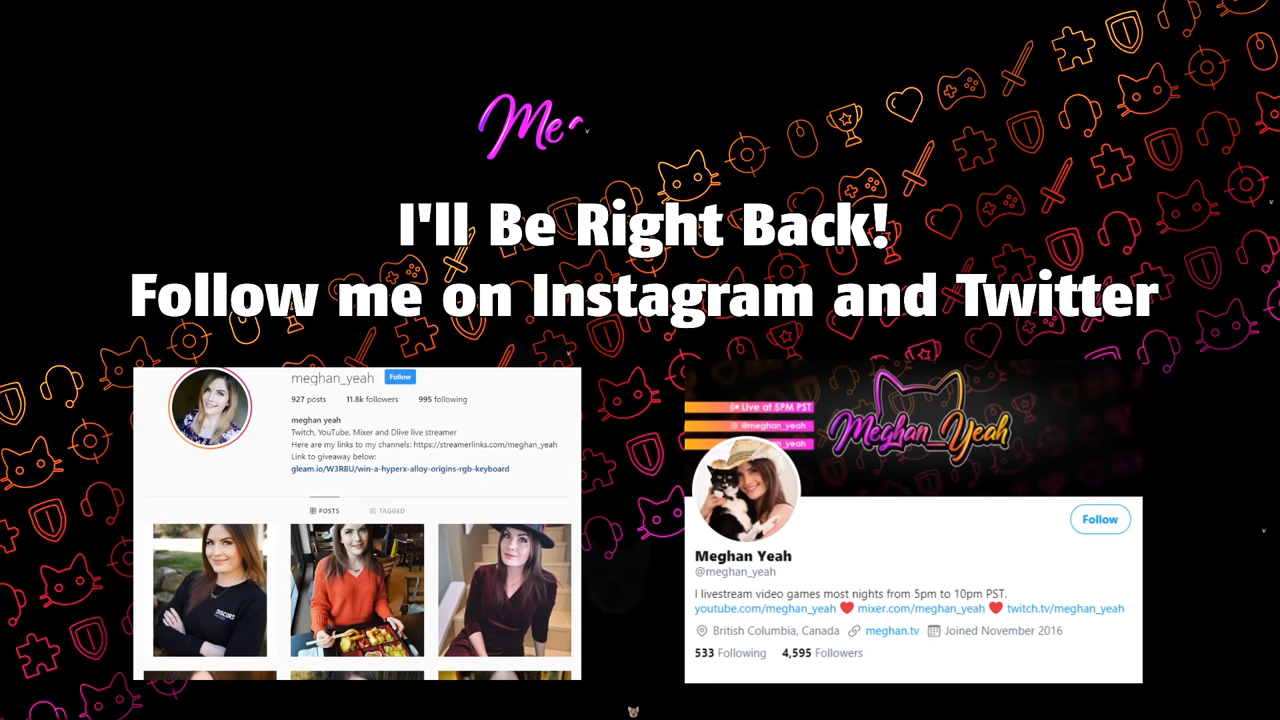 Me
I'll Be Right Back!
Follow me on Instagram and Twitter
meghan_yeah Follow
927 posts 11.8k followers 995 following
meghan yeah
Twitch, YouTube, Mixer and Dlive live streamer
Here are my links to my channels: https://streamerlinks.com/meghan_yeah
Link to giveaway below:
gleam.io/W3RBU/win-a-hyperx-alloy-origins-rgb-keyboard
POSTS TAGGED
DISCORD
Live at 5PM PST
@meghan_yeah
_yeah
Meghan_Yeah
Follow
Meghan Yeah
@meghan_yeah
I livestream video games most nights from 5pm to 10pm PST.
youtube.com/meghan_yeah ❤️ mixer.com/meghan_yeah ❤️ twitch.tv/meghan_yeah
British Columbia, Canada meghan.tv Joined November 2016
533 Following 4,595 Followers